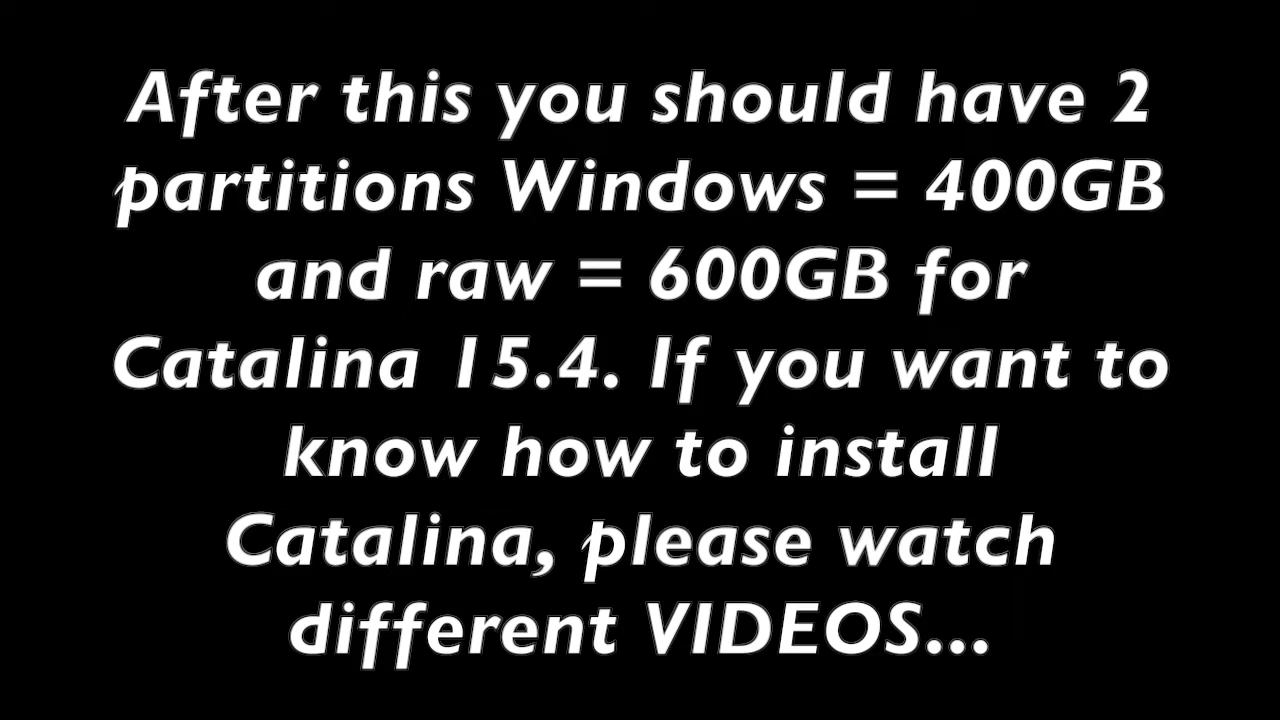 After this you should have 2
partitions Windows = 400GB
and raw = 600GB for
Catalina 15.4. If you want to
know how to install
Catalina, please watch
different VIDEOS...